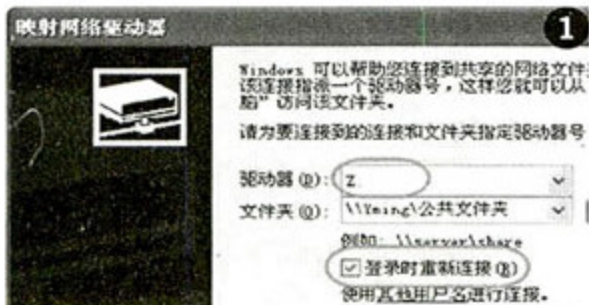 映射网络驱动器
1
Windows 可以帮助您连接到共享的网络文件
该连接指派一个驱动器号，这样您就可以从
脑”访问该文件夹。
请为要连接到的连接和文件夹指定驱动器号
驱动器(D): Z
文件夹(O): \\Yming\公共文件夹
例如: \\server\share
登录时重新连接(R)
使用其他用户名进行连接。